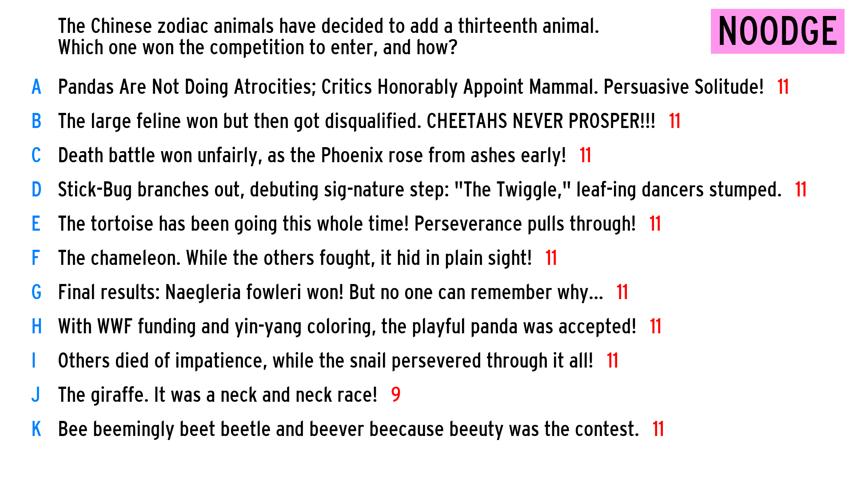 The Chinese zodiac animals have decided to add a thirteenth animal.
Which one won the competition to enter, and how?
NOODGE
A Pandas Are Not Doing Atrocities; Critics Honorably Appoint Mammal. Persuasive Solitude! 11
B The large feline won but then got disqualified. CHEETAHS NEVER PROSPER!!! 11
C Death battle won unfairly, as the Phoenix rose from ashes early! 11
D Stick-Bug branches out, debuting sig-nature step: "The Twiggle," leaf-ing dancers stumped. 11
E The tortoise has been going this whole time! Perseverance pulls through! 11
F The chameleon. While the others fought, it hid in plain sight! 11
G Final results: Naegleria fowleri won! But no one can remember why... 11
H With WWF funding and yin-yang coloring, the playful panda was accepted! 11
I Others died of impatience, while the snail persevered through it all! 11
J The giraffe. It was a neck and neck race! 9
K Bee beemingly beet beetle and beever beecause beeuty was the contest. 11